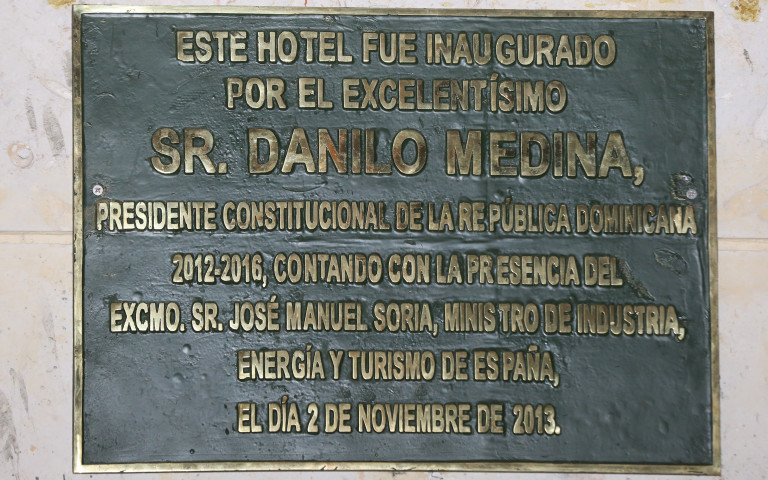 ESTE HOTEL FUE INAUGURADO
POR EL EXCELENTÍSIMO
SR. DANILO MEDINA,
PRESIDENTE CONSTITUCIONAL DE LA REPÚBLICA DOMINICANA
2012-2016, CONTANDO CON LA PRESENCIA DEL
EXCMO. SR. JOSÉ MANUEL SORIA, MINISTRO DE INDUSTRIA,
ENERGÍA Y TURISMO DE ESPAÑA,
EL DÍA 2 DE NOVIEMBRE DE 2013.